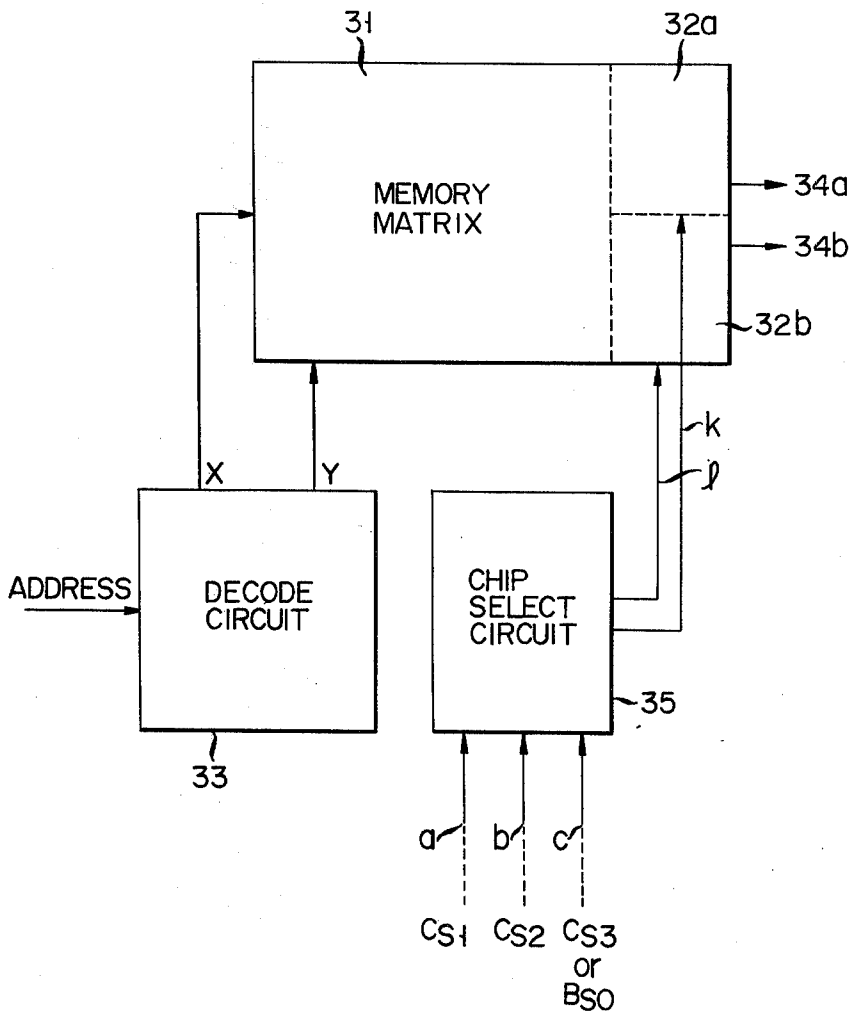 31
32a
MEMORY
MATRIX
34a
34b
32b
k
l
X
Y
ADDRESS
DECODE
CIRCUIT
CHIP
SELECT
CIRCUIT
33
35
a
b
c
CS1
CS2
CS3
or
BSO